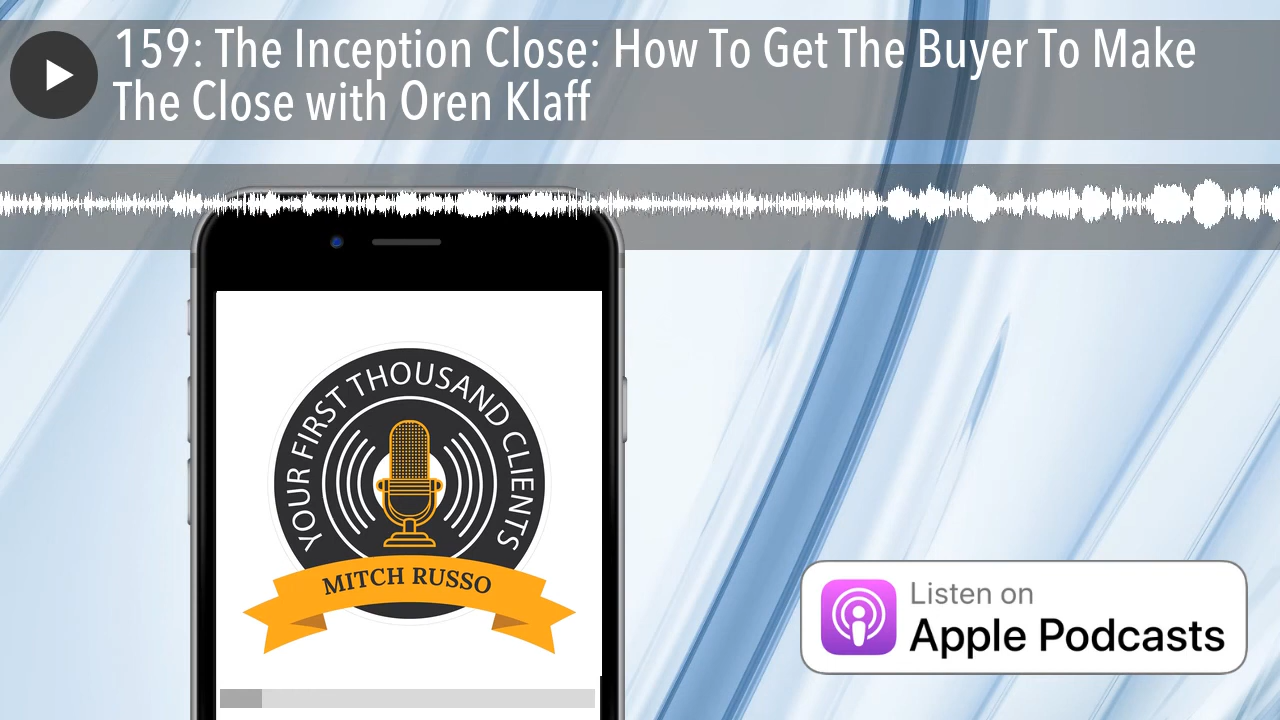 159: The Inception Close: How To Get The Buyer To Make
The Close with Oren Klaff
YOUR FIRST THOUSAND CLIENTS
MITCH RUSSO
Listen on
Apple Podcasts